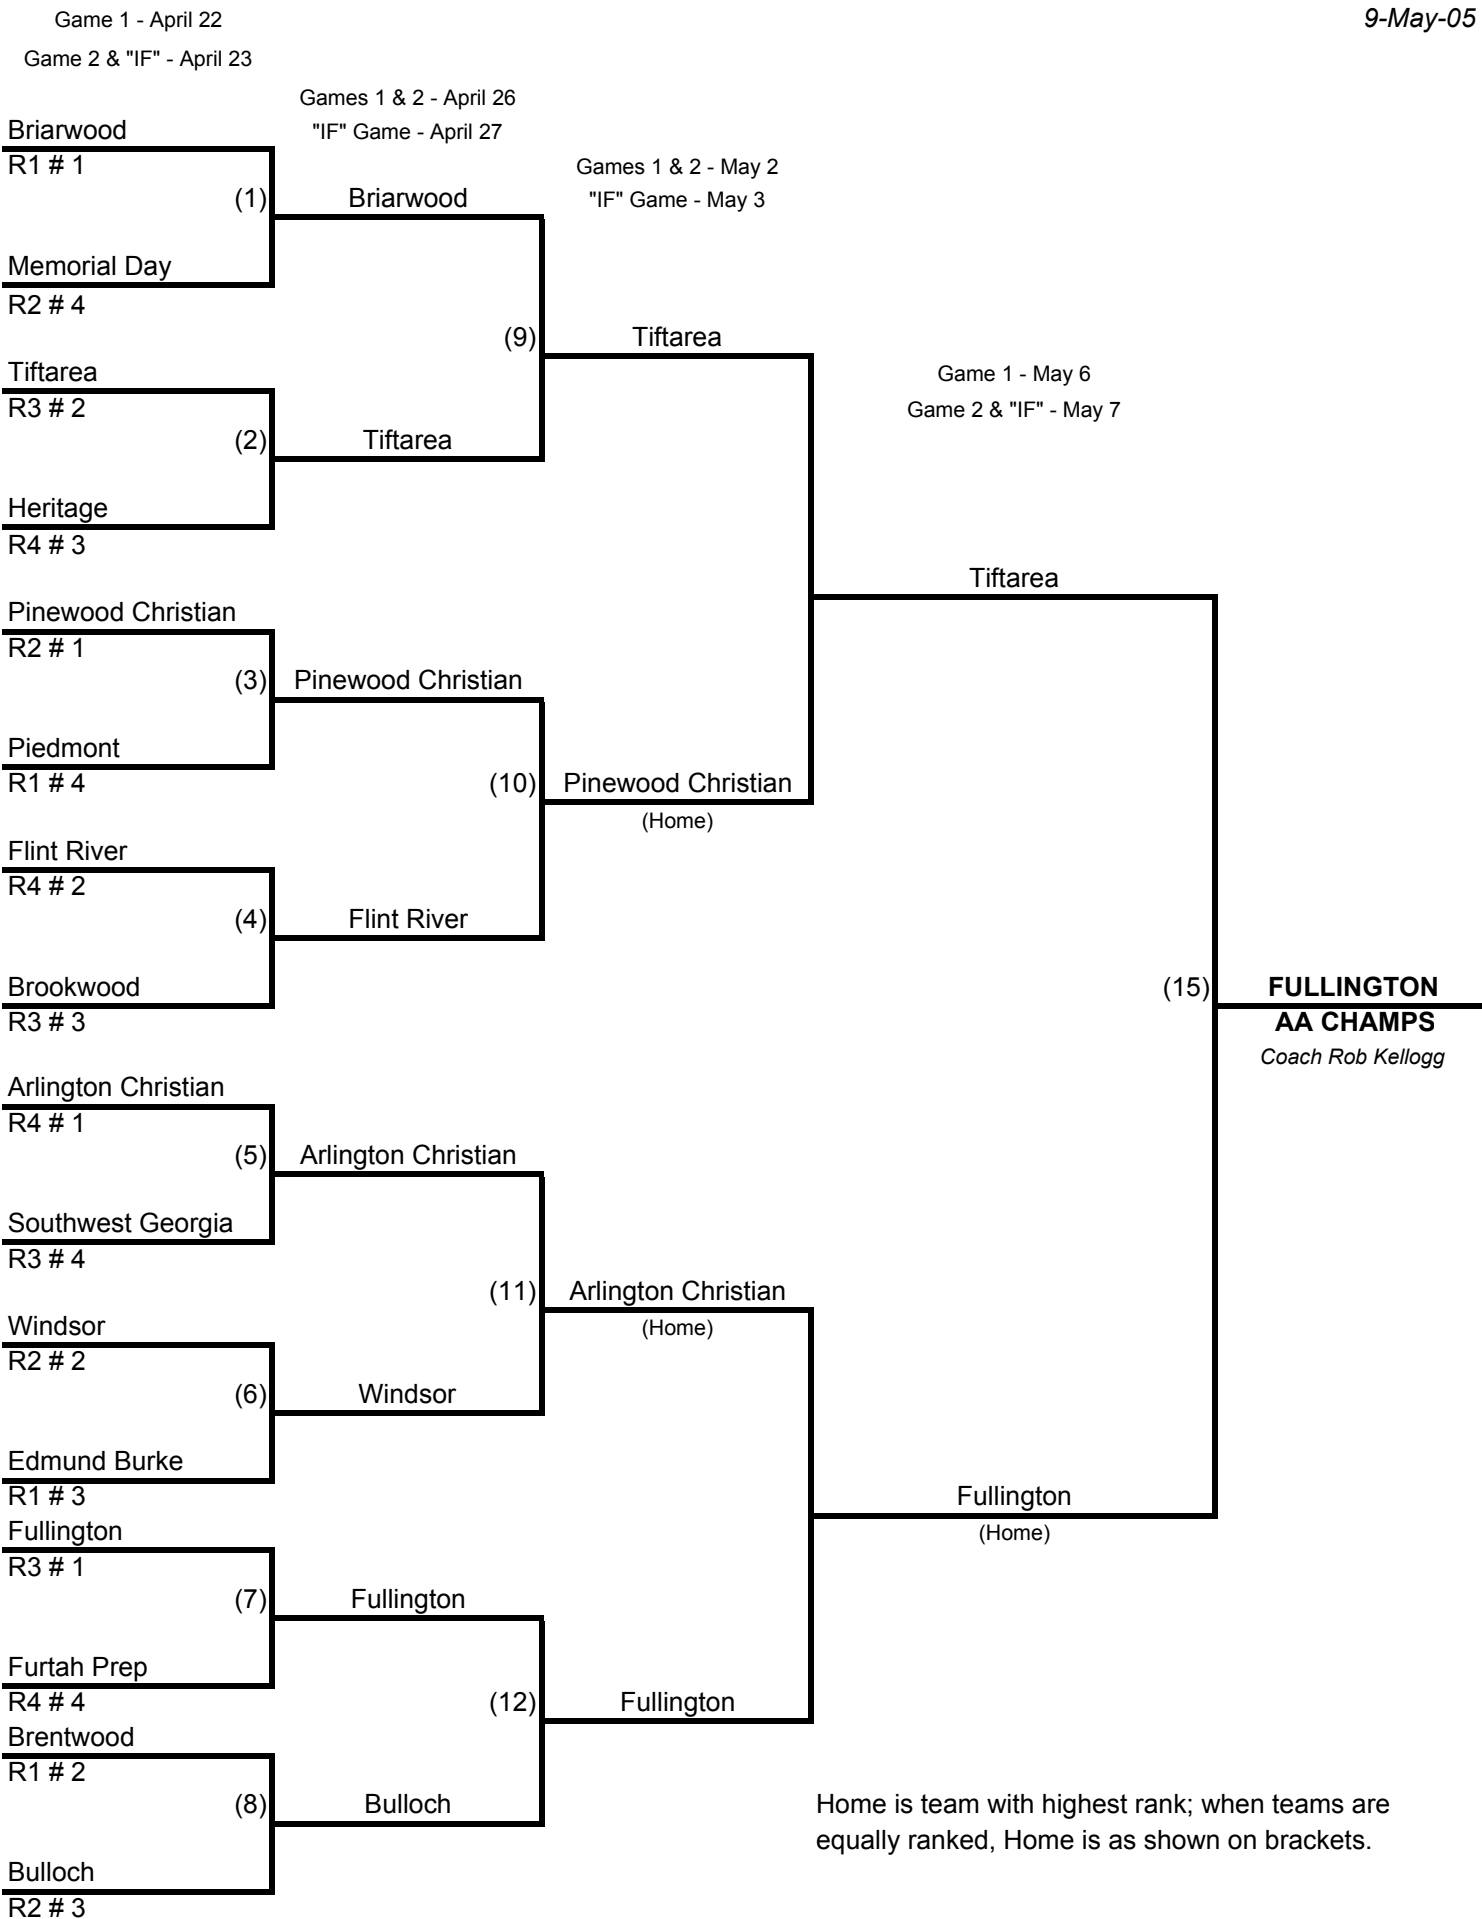 Game 1 - April 22
9-May-05
Game 2 & "IF" - April 23
Games 1 & 2 - April 26
"IF" Game - April 27
Briarwood
R1 # 1
Games 1 & 2 - May 2
"IF" Game - May 3
(1)
Briarwood
Memorial Day
R2 # 4
(9)
Tiftarea
Tiftarea
R3 # 2
Game 1 - May 6
Game 2 & "IF" - May 7
(2)
Tiftarea
Heritage
R4 # 3
Tiftarea
Pinewood Christian
R2 # 1
(3)
Pinewood Christian
Piedmont
R1 # 4
(10)
Pinewood Christian
(Home)
Flint River
R4 # 2
(4)
Flint River
Brookwood
R3 # 3
(15)
FULLINGTON
AA CHAMPS
Coach Rob Kellogg
Arlington Christian
R4 # 1
(5)
Arlington Christian
Southwest Georgia
R3 # 4
(11)
Arlington Christian
(Home)
Windsor
R2 # 2
(6)
Windsor
Edmund Burke
R1 # 3
Fullington
(Home)
Fullington
R3 # 1
(7)
Fullington
Furtah Prep
R4 # 4
(12)
Fullington
Brentwood
R1 # 2
(8)
Bulloch
Home is team with highest rank; when teams are
equally ranked, Home is as shown on brackets.
Bulloch
R2 # 3